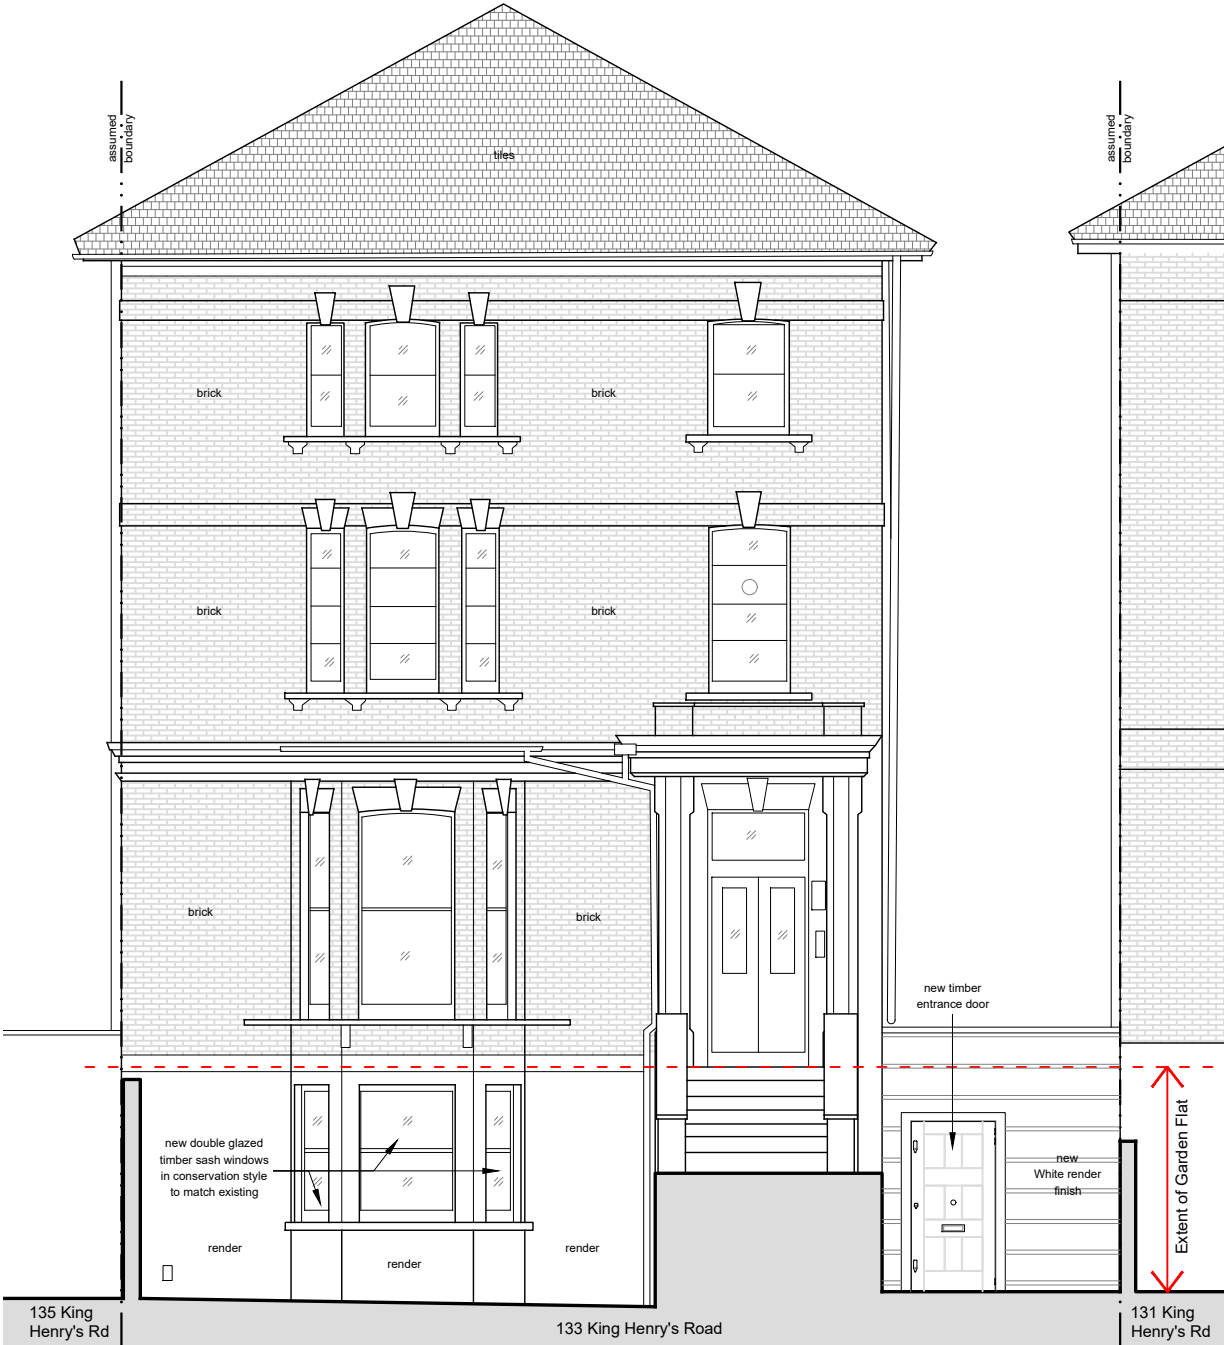 assumed
boundary
assumed
boundary
tiles
brick
brick
brick
brick
brick
brick
new timber
entrance door
new double glazed
timber sash windows
in conservation style
to match existing
new
White render
finish
Extent of Garden Flat
render
render
render
135 King
Henry's Rd
133 King Henry's Road
131 King
Henry's Rd